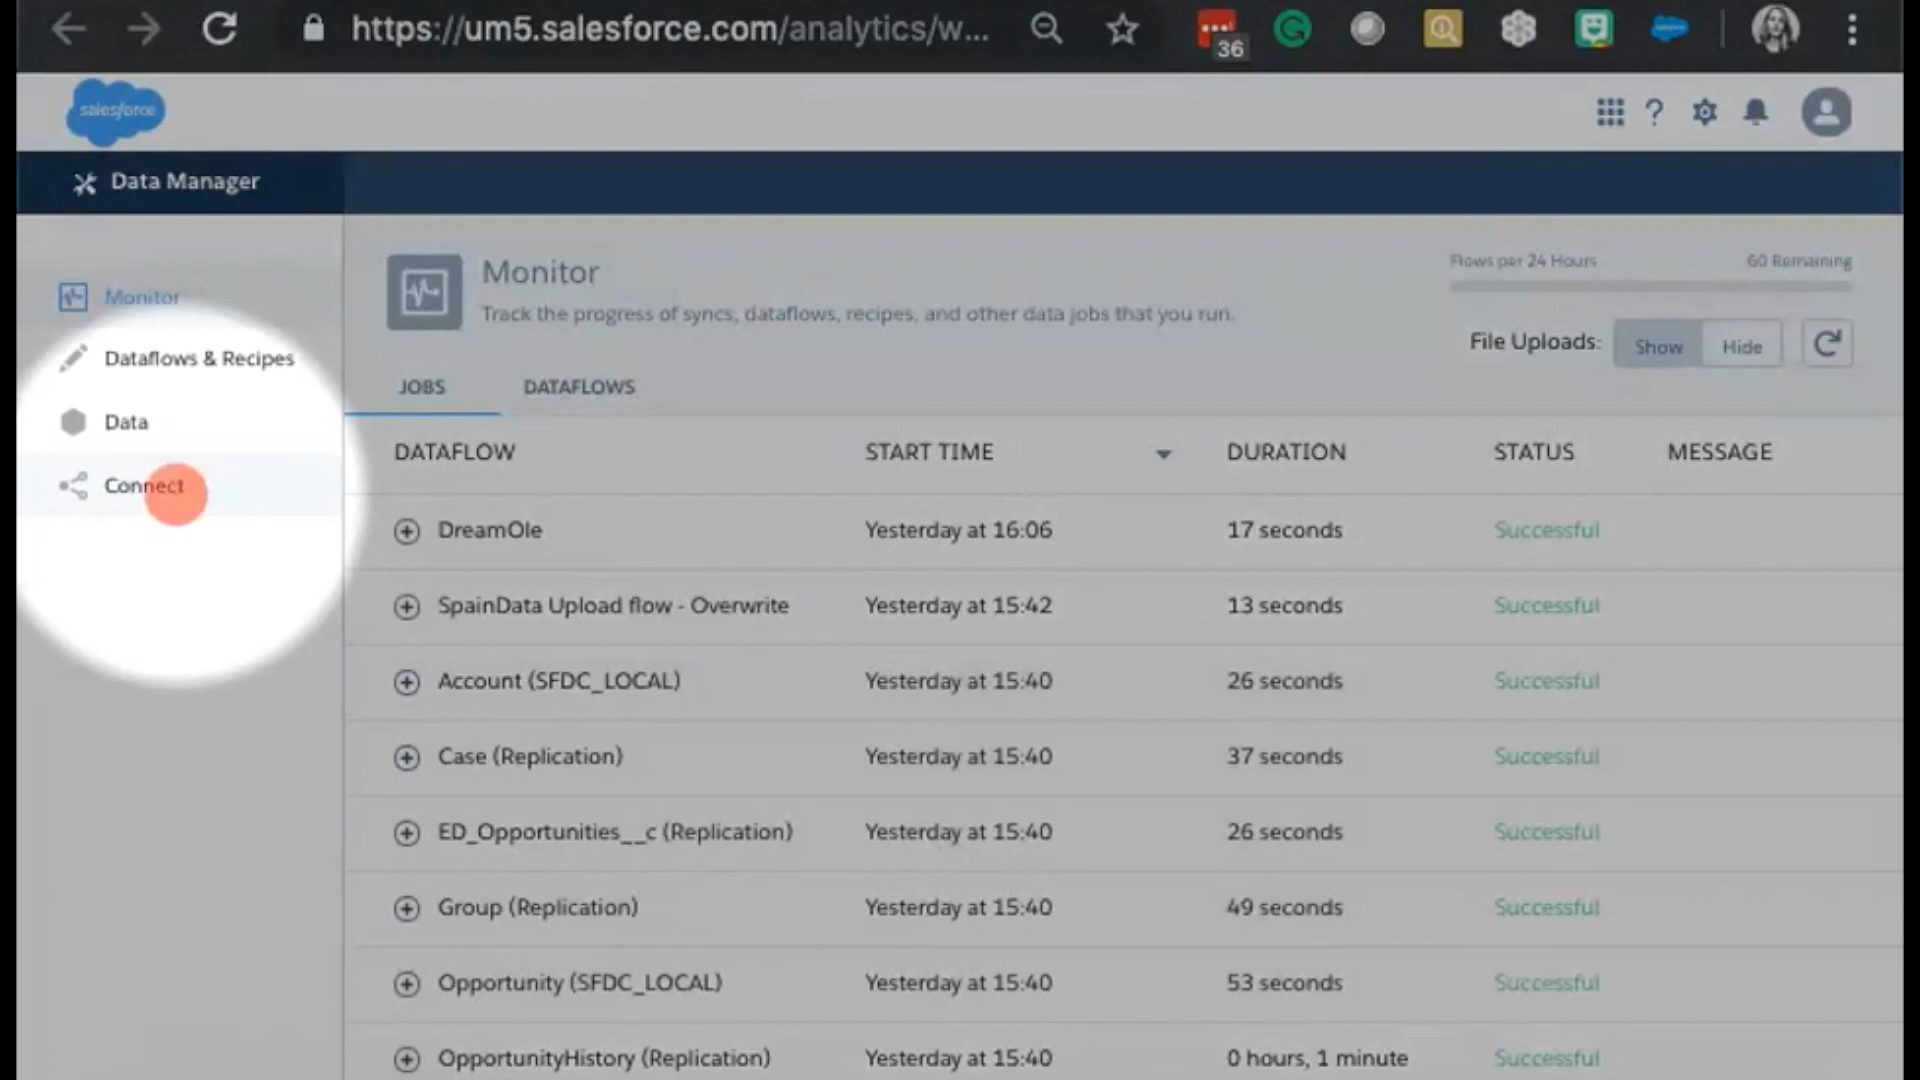 https://um5.salesforce.com/analytics/w...
36
salesforce
Data Manager
Monitor
Dataflows & Recipes
Data
Connect
Monitor
Track the progress of syncs, dataflows, recipes, and other data jobs that you run.
Flows per 24 Hours
60 Remaining
File Uploads:
Show
Hide
JOBS
DATAFLOWS
DATAFLOW START TIME DURATION STATUS MESSAGE
DreamOle Yesterday at 16:06 17 seconds Successful
SpainData Upload flow - Overwrite Yesterday at 15:42 13 seconds Successful
Account (SFDC_LOCAL) Yesterday at 15:40 26 seconds Successful
Case (Replication) Yesterday at 15:40 37 seconds Successful
ED_Opportunities__c (Replication) Yesterday at 15:40 26 seconds Successful
Group (Replication) Yesterday at 15:40 49 seconds Successful
Opportunity (SFDC_LOCAL) Yesterday at 15:40 53 seconds Successful
OpportunityHistory (Replication) Yesterday at 15:40 0 hours, 1 minute Successful